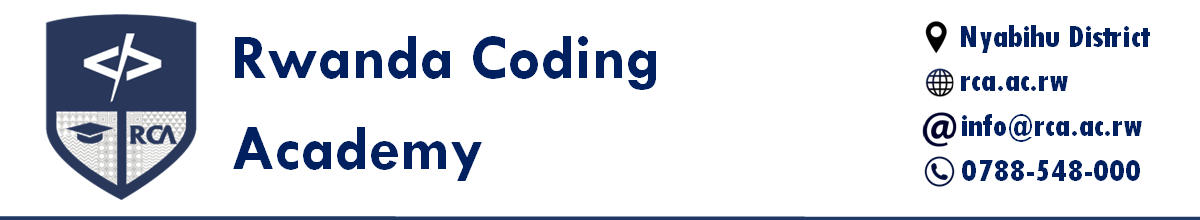 </>
RCA
Rwanda Coding
Academy
Nyabihu District
rca.ac.rw
@info@rca.ac.rw
0788-548-000